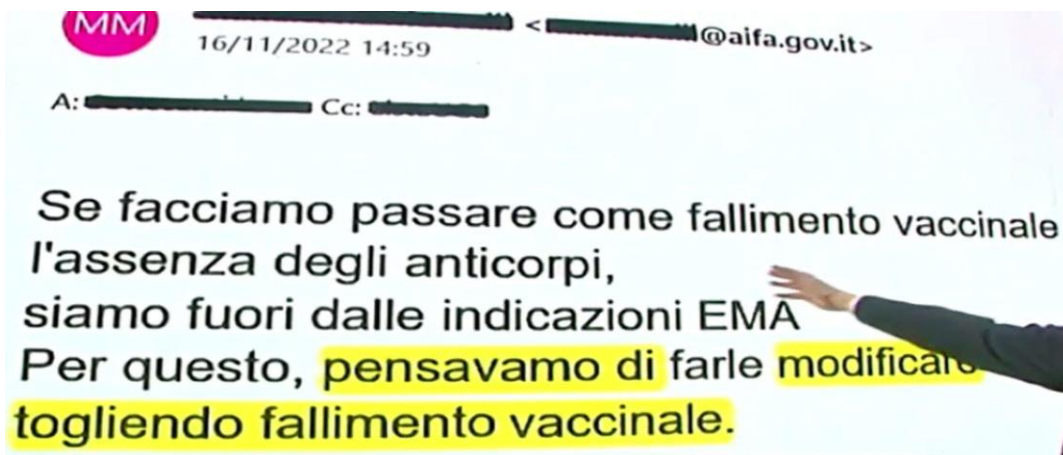 MM
<@aifa.gov.it>
16/11/2022 14:59
A: Cc:
Se facciamo passare come fallimento vaccinale
l'assenza degli anticorpi,
siamo fuori dalle indicazioni EMA
Per questo, pensavamo di farle modificare
togliendo fallimento vaccinale.